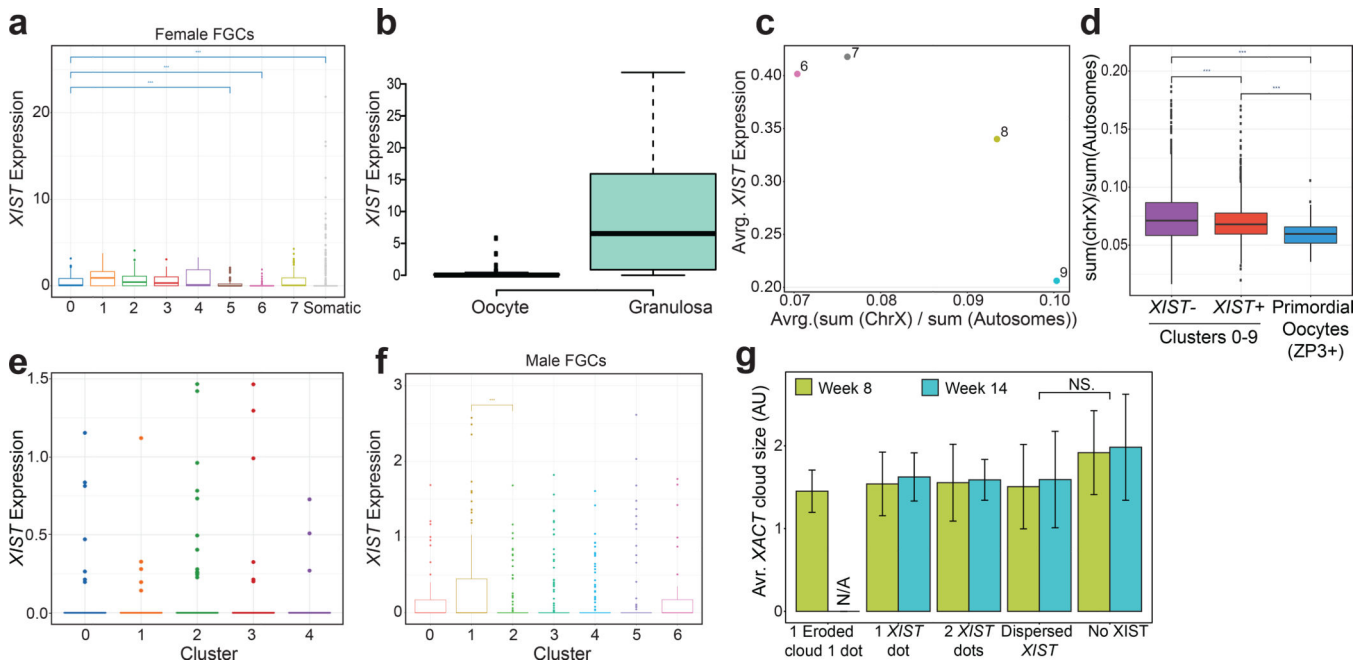 a
Female FGCs
XIST Expression
20
10
0
***
***
***
0 1 2 3 4 5 6 7 Somatic
b
XIST Expression
30
25
20
15
10
5
0
Oocyte Granulosa
c
Avrg. XIST Expression
0.40
0.35
0.30
0.25
0.20
6
7
8
9
0.07 0.08 0.09 0.10
Avrg.(sum (ChrX) / sum (Autosomes))
d
sum(chrX)/sum(Autosomes)
0.20
0.15
0.10
0.05
***
***
***
XIST- XIST+ Primordial
Clusters 0-9 Oocytes
(ZP3+)
e
XIST Expression
1.5
1.0
0.5
0.0
0 1 2 3 4
Cluster
f
Male FGCs
XIST Expression
3
2
1
0
***
0 1 2 3 4 5 6
Cluster
g
Avr. XACT cloud size (AU)
2
1
0
Week 8 Week 14
NS.
N/A
1 Eroded 1 XIST 2 XIST Dispersed No XIST
cloud 1 dot dot dots XIST